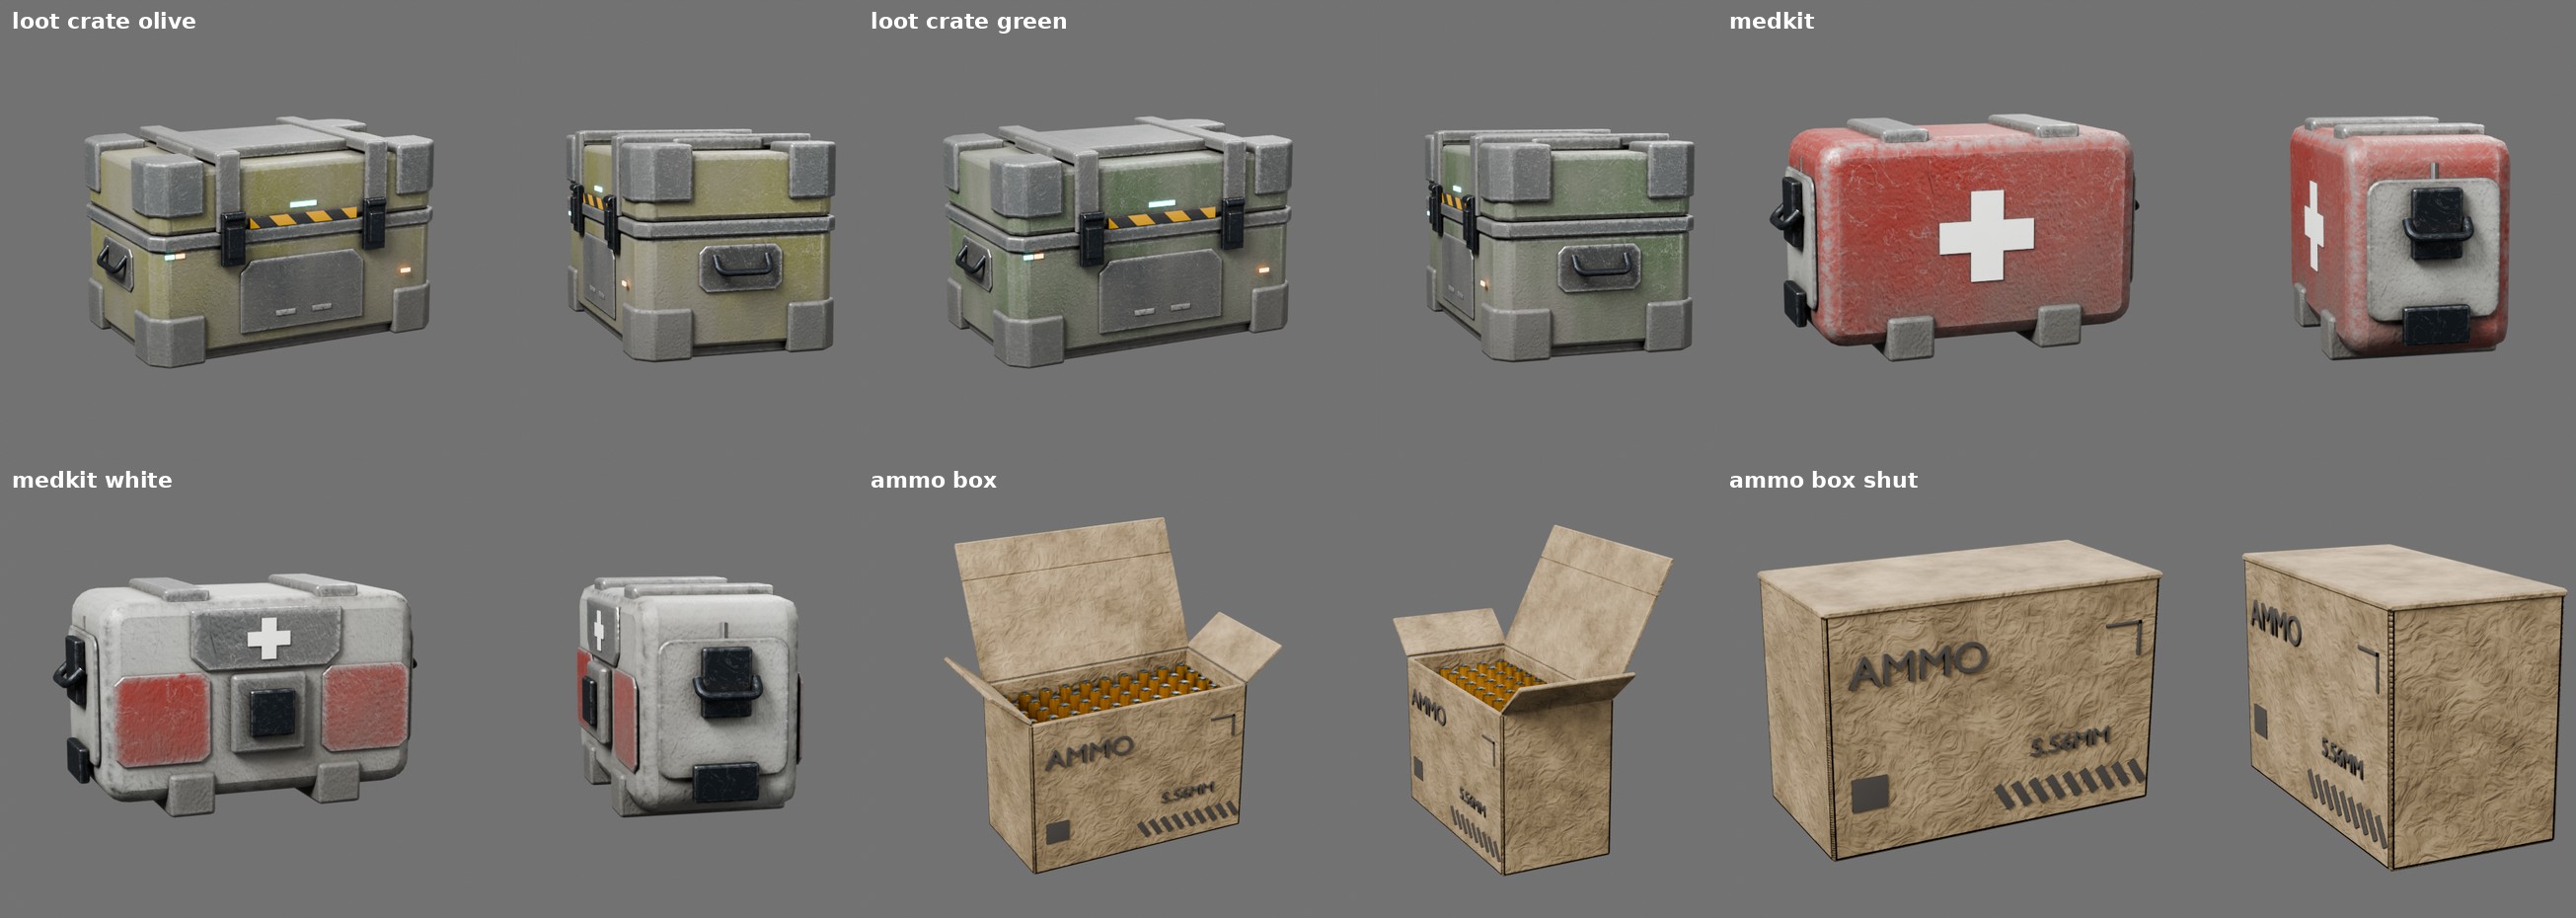 loot crate olive
loot crate green
medkit
medkit white
ammo box
ammo box shut
AMMO
5.56MM
AMMO
5.56MM
AMMO
5.56MM
AMMO
5.56MM